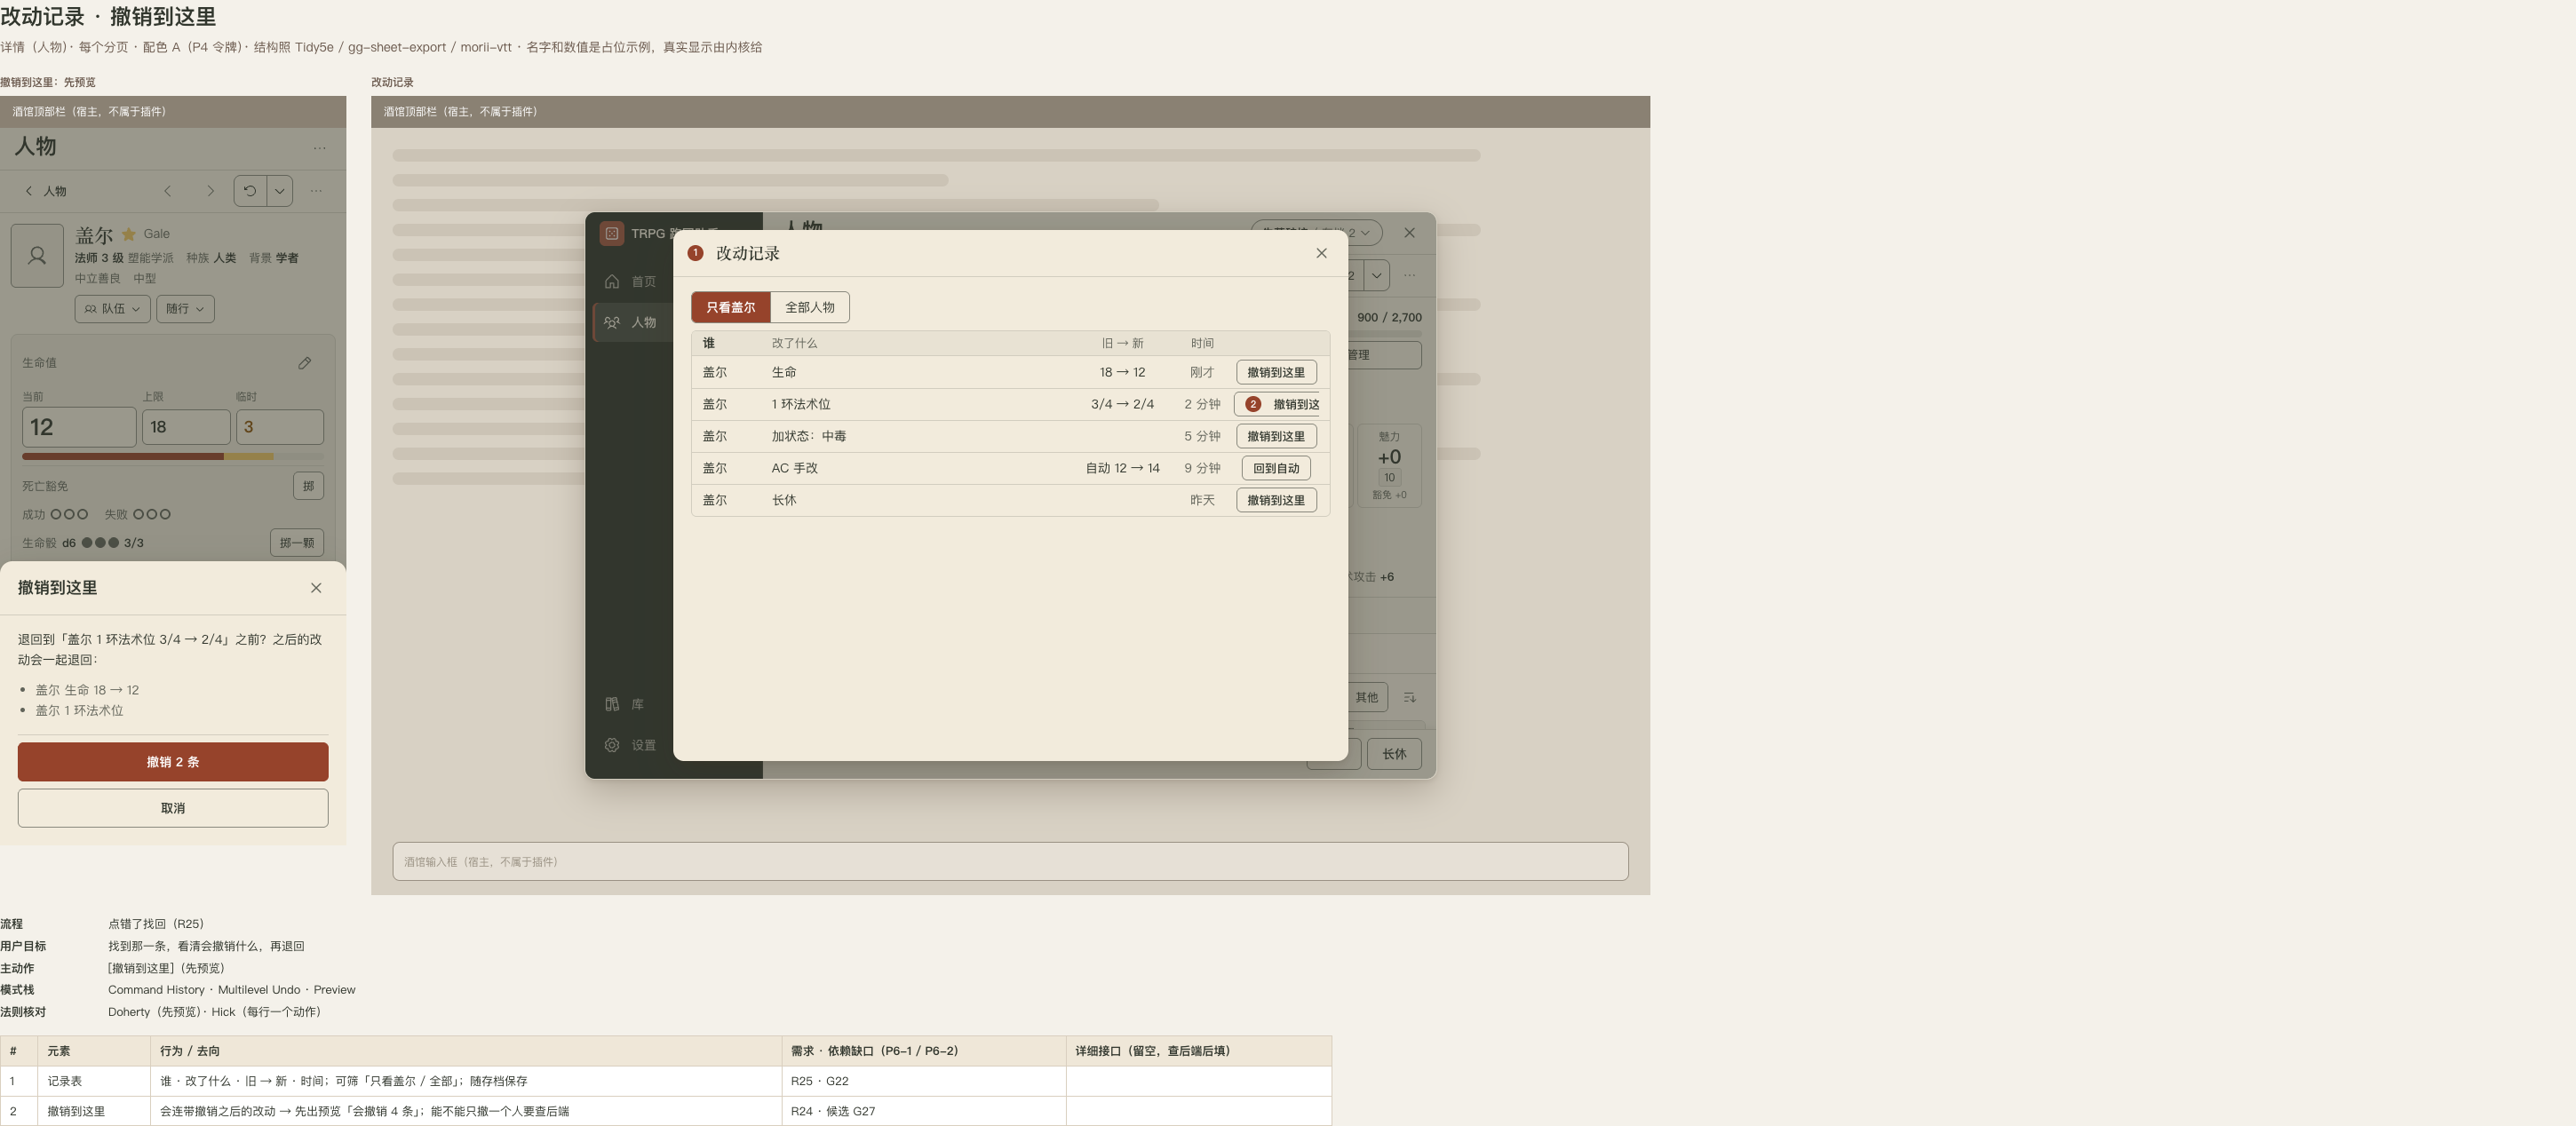 改动记录 · 撤销到这里
详情（人物）· 每个分页 · 配色 A（P4 令牌）· 结构照 Tidy5e / gg-sheet-export / morii-vtt · 名字和数值是占位示例，真实显示由内核给
撤销到这里：先预览
酒馆顶部栏（宿主，不属于插件）
人物
人物
盖尔 Gale
法师 3 级 塑能学派 种族 人类 背景 学者
中立善良 中型
队伍 随行
生命值
当前 上限 临时
12 18 3
死亡豁免 掷
成功 失败
生命骰 d6 3/3 掷一颗
撤销到这里
退回到「盖尔 1 环法术位 3/4 → 2/4」之前？之后的改
动会一起退回：
• 盖尔 生命 18 → 12
• 盖尔 1 环法术位
撤销 2 条
取消
改动记录
酒馆顶部栏（宿主，不属于插件）
TRPG
首页
人物
库
设置
1 改动记录
只看盖尔 全部人物
谁 改了什么 旧 → 新 时间
盖尔 生命 18 → 12 刚才 撤销到这里
盖尔 1 环法术位 3/4 → 2/4 2 分钟 2 撤销到这
盖尔 加状态：中毒 5 分钟 撤销到这里
盖尔 AC 手改 自动 12 → 14 9 分钟 回到自动
盖尔 长休 昨天 撤销到这里
2
2
900 / 2,700
管理
魅力
+0
10
豁免 +0
攻击 +6
其他
长休
酒馆输入框（宿主，不属于插件）
流程 点错了找回（R25）
用户目标 找到那一条，看清会撤销什么，再退回
主动作 [撤销到这里]（先预览）
模式栈 Command History · Multilevel Undo · Preview
法则核对 Doherty（先预览）· Hick（每行一个动作）
# 元素 行为 / 去向 需求 · 依赖缺口（P6-1 / P6-2） 详细接口（留空，查后端后填）
1 记录表 谁 · 改了什么 · 旧 → 新 · 时间；可筛「只看盖尔 / 全部」；随存档保存 R25 · G22
2 撤销到这里 会连带撤销之后的改动 → 先出预览「会撤销 4 条」；能不能只撤一个人要查后端 R24 · 候选 G27